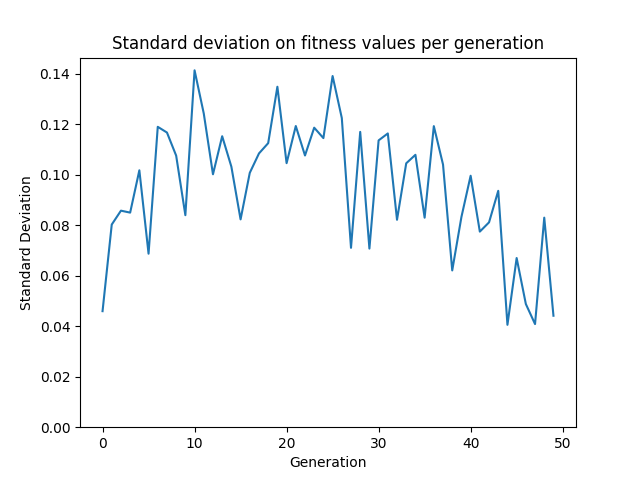 Standard deviation on fitness values per generation
0.14
0.12
0.10
0.08
0.06
0.04
0.02
0.00
Standard Deviation
0 10 20 30 40 50
Generation